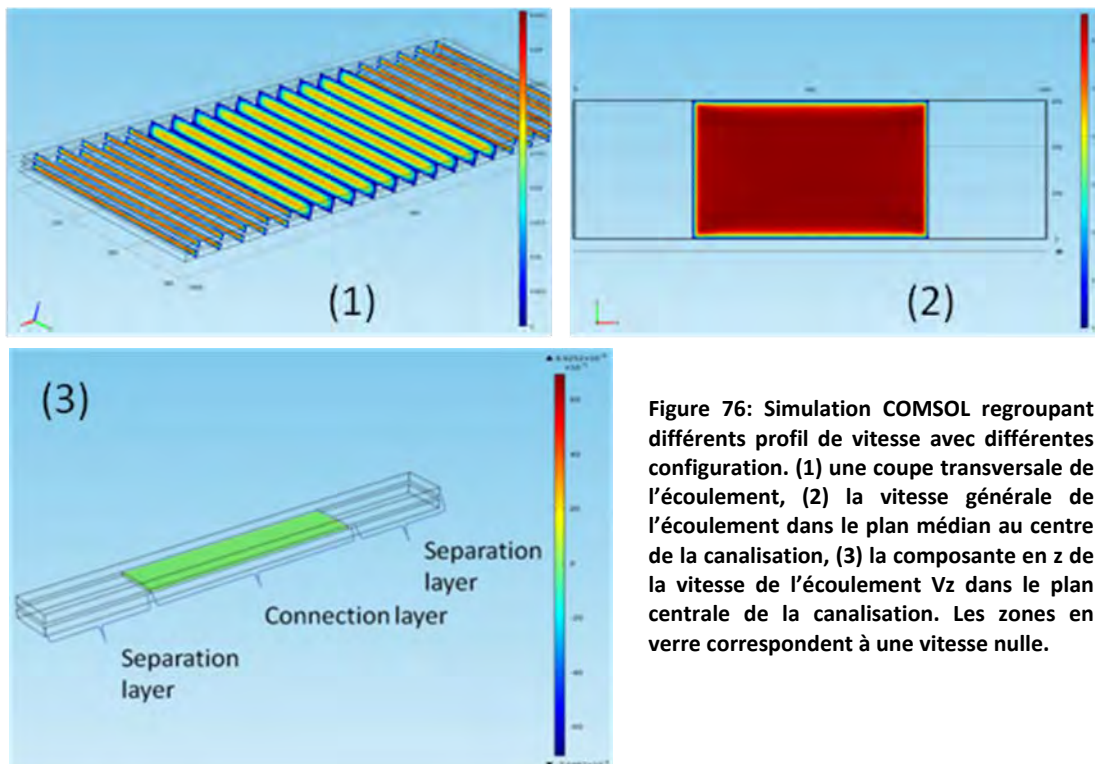 (1)
(2)
(3)
Separation
layer
Connection layer
Separation
layer
Figure 76: Simulation COMSOL regroupant
différents profil de vitesse avec différentes
configuration. (1) une coupe transversale de
l'écoulement, (2) la vitesse générale de
l'écoulement dans le plan médian au centre
de la canalisation, (3) la composante en z de
la vitesse de l'écoulement Vz dans le plan
centrale de la canalisation. Les zones en
verre correspondent à une vitesse nulle.